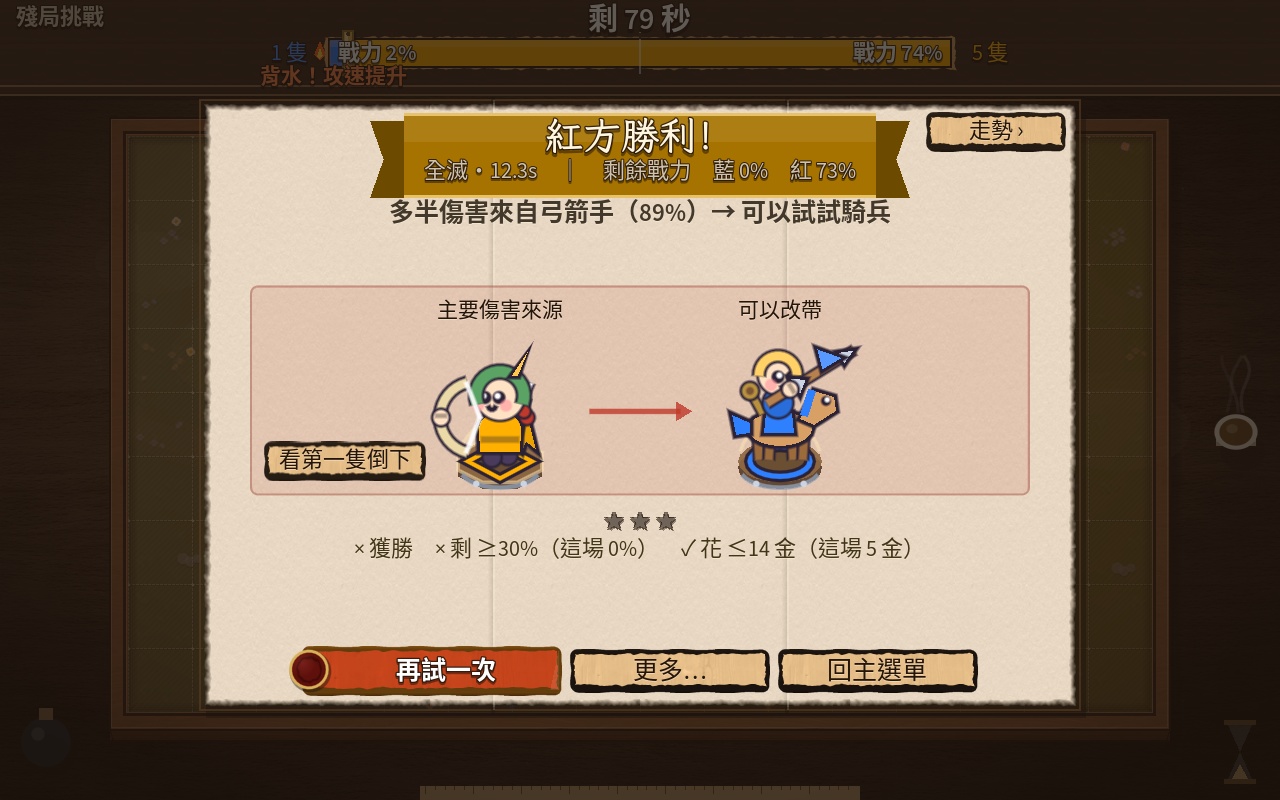 殘局挑戰
剩 79 秒
1 隻 戰力 2% 戰力 74% 5 隻
背水！攻速提升
紅方勝利！
走勢 ›
全滅・12.3s ｜ 剩餘戰力 藍 0% 紅 73%
多半傷害來自弓箭手（89%）→ 可以試試騎兵
主要傷害來源 可以改帶
看第一隻倒下
× 獲勝 × 剩 ≥30%（這場 0%） ✓ 花 ≤14 金（這場 5 金）
再試一次 更多… 回主選單